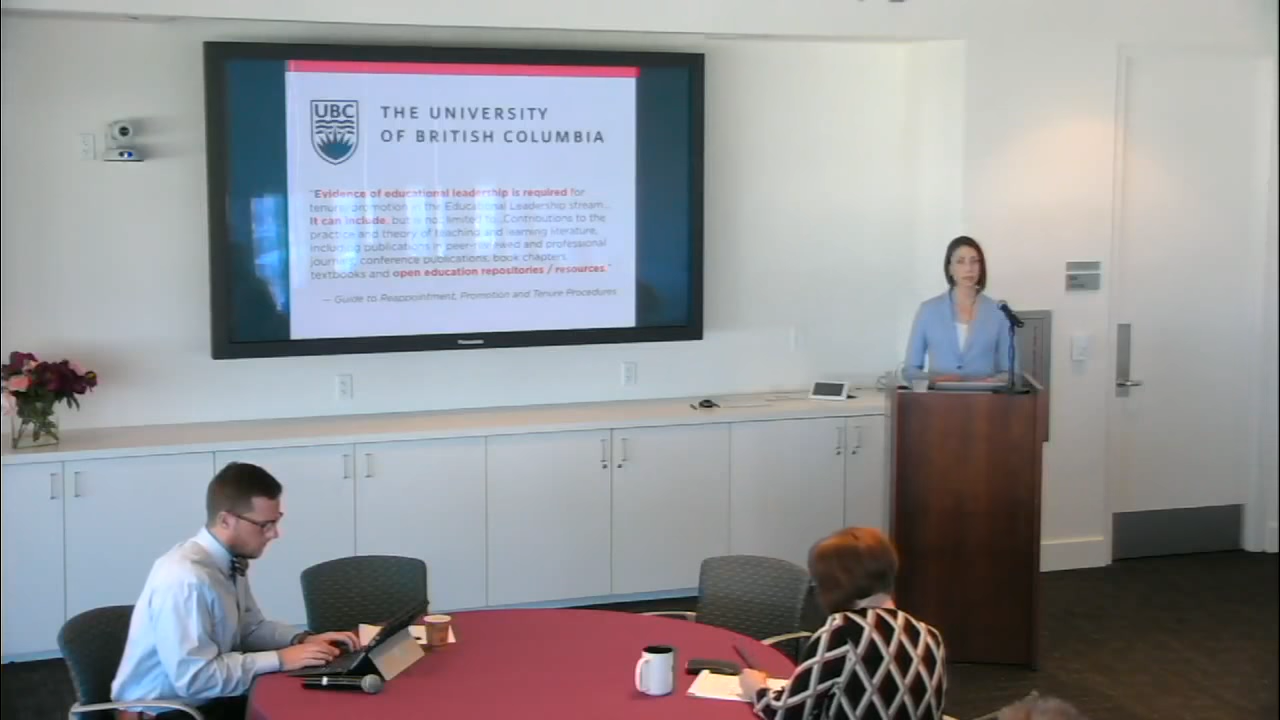 UBC
THE UNIVERSITY
OF BRITISH COLUMBIA
"Evidence of educational leadership is required for
tenure/promotion in the Educational Leadership stream...
It can include, but is not limited to...Contributions to the
practice and theory of teaching and learning literature,
including publications in peer-reviewed and professional
journals, conference publications, book chapters,
textbooks and open education repositories / resources."
— Guide to Reappointment, Promotion and Tenure Procedures
Panasonic